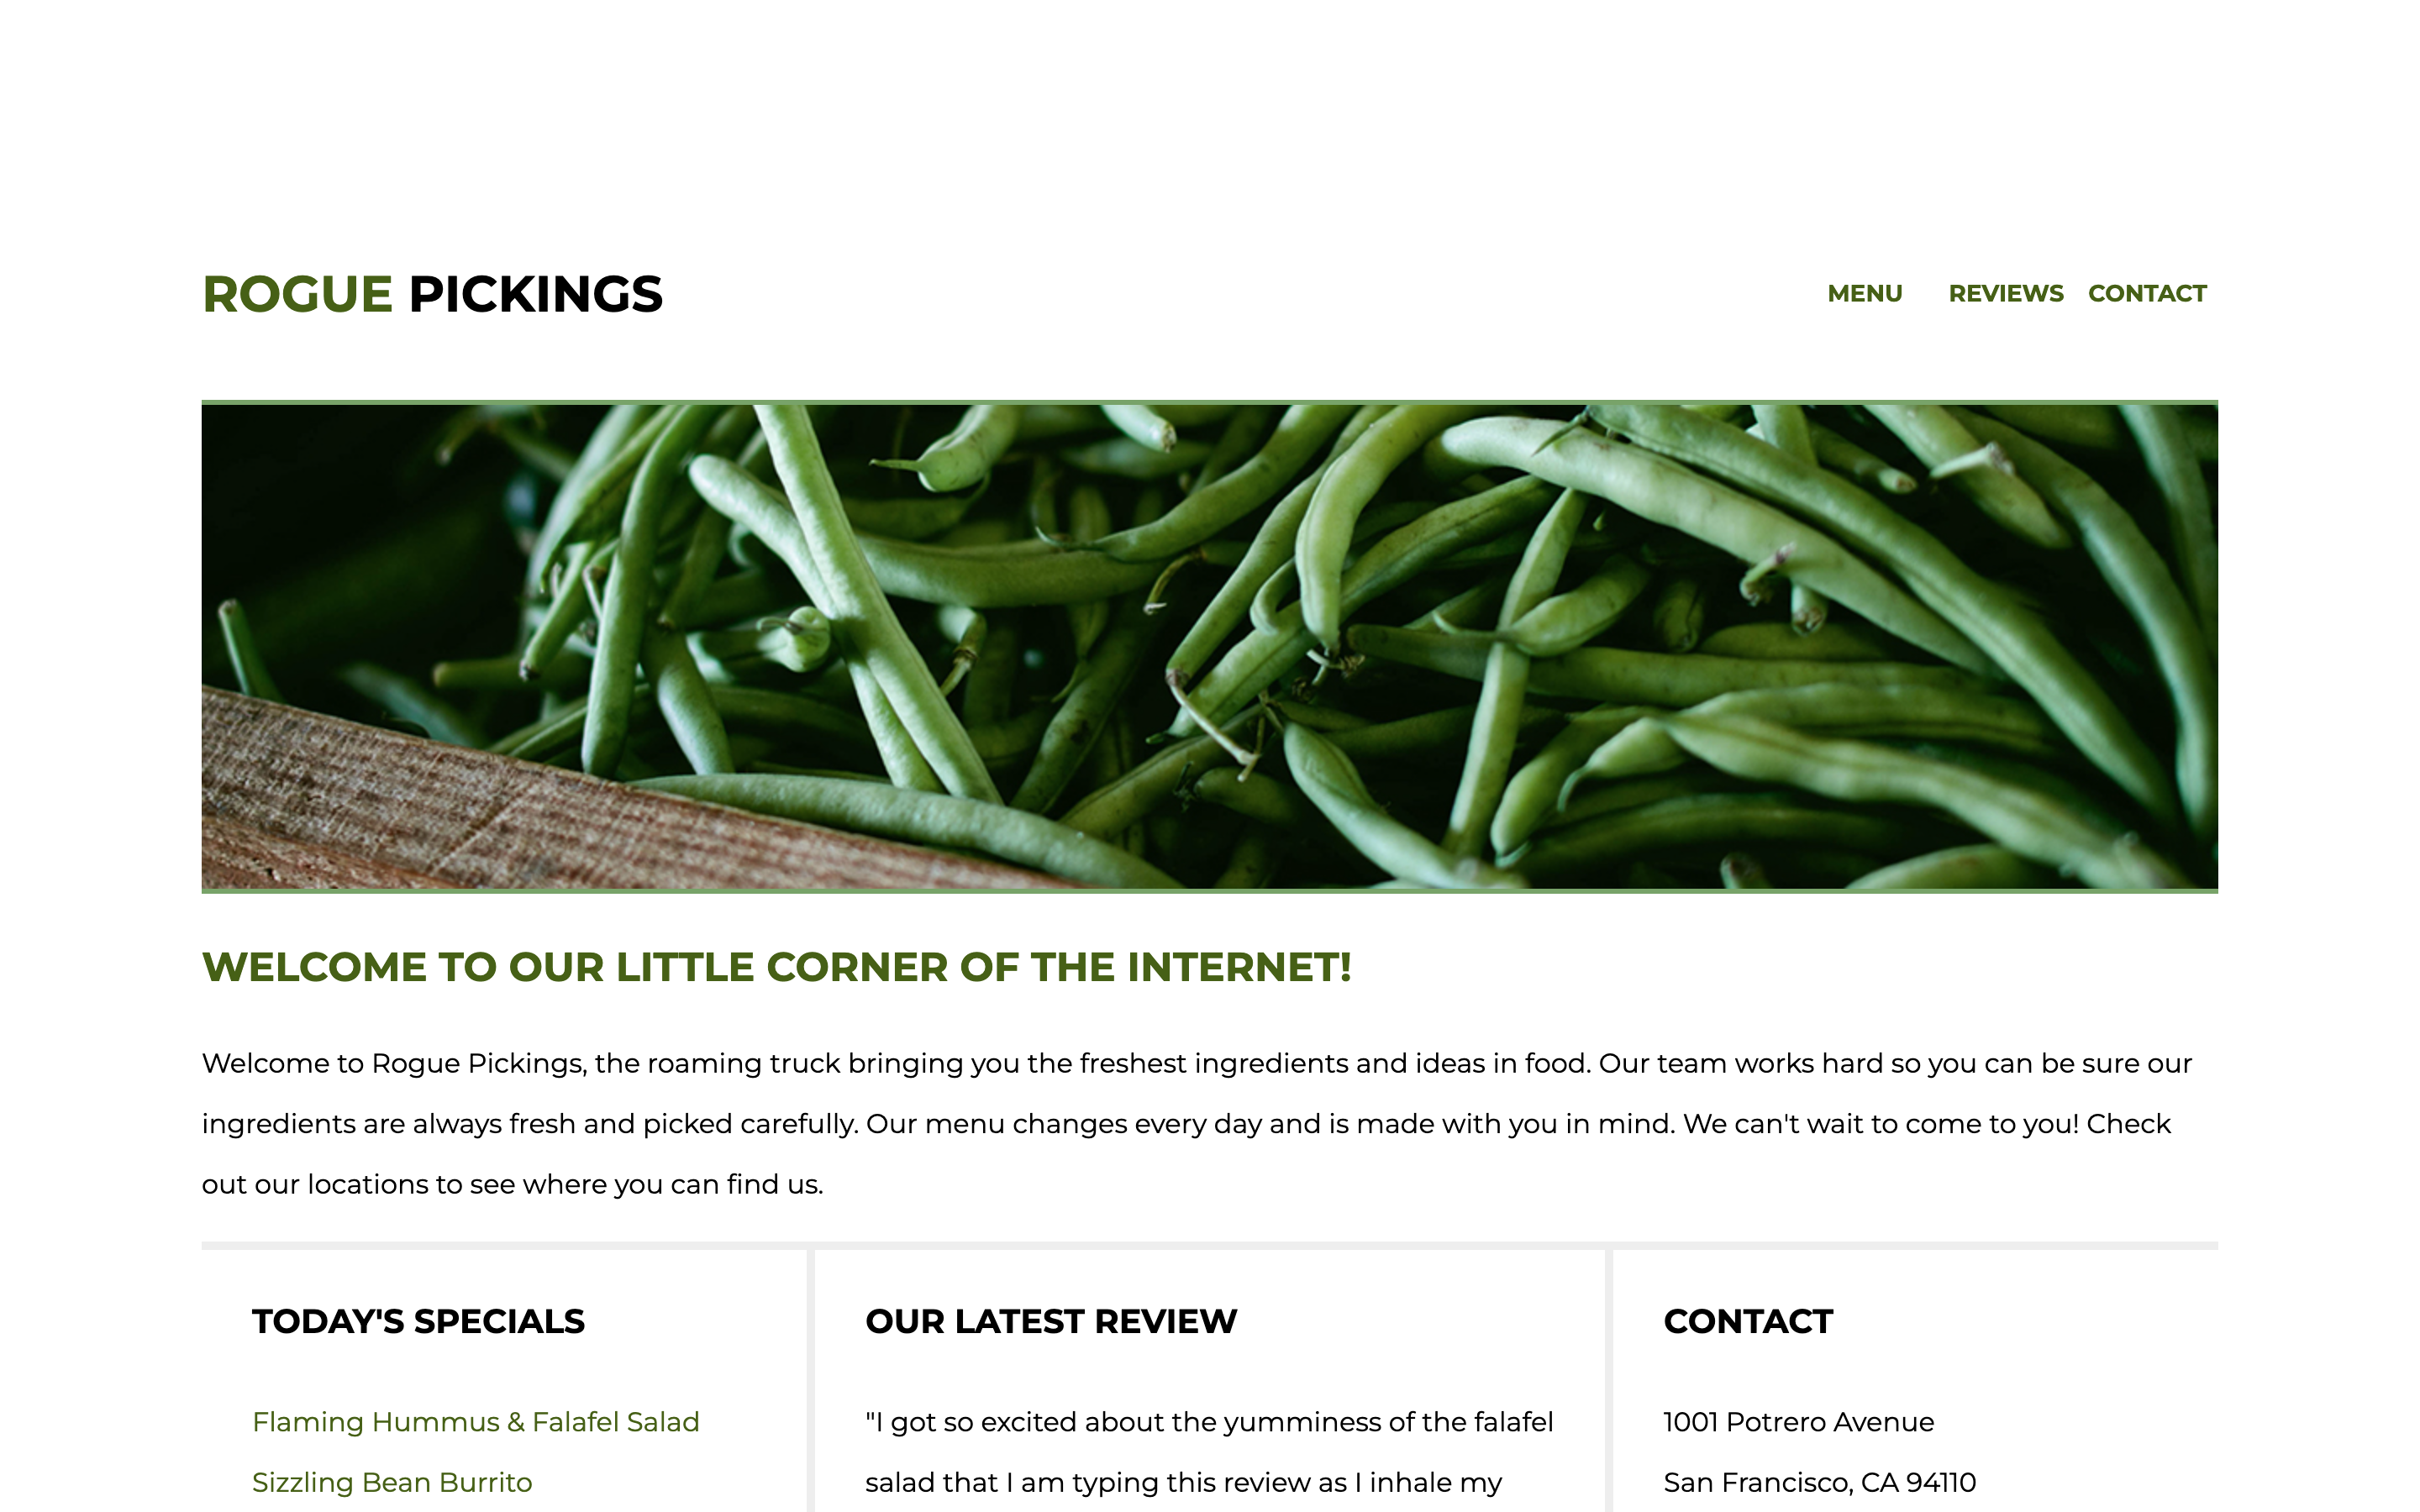 ROGUE PICKINGS
MENU REVIEWS CONTACT
WELCOME TO OUR LITTLE CORNER OF THE INTERNET!
Welcome to Rogue Pickings, the roaming truck bringing you the freshest ingredients and ideas in food. Our team works hard so you can be sure our
ingredients are always fresh and picked carefully. Our menu changes every day and is made with you in mind. We can't wait to come to you! Check
out our locations to see where you can find us.
TODAY'S SPECIALS
Flaming Hummus & Falafel Salad
Sizzling Bean Burrito
OUR LATEST REVIEW
"I got so excited about the yumminess of the falafel
salad that I am typing this review as I inhale my
CONTACT
1001 Potrero Avenue
San Francisco, CA 94110